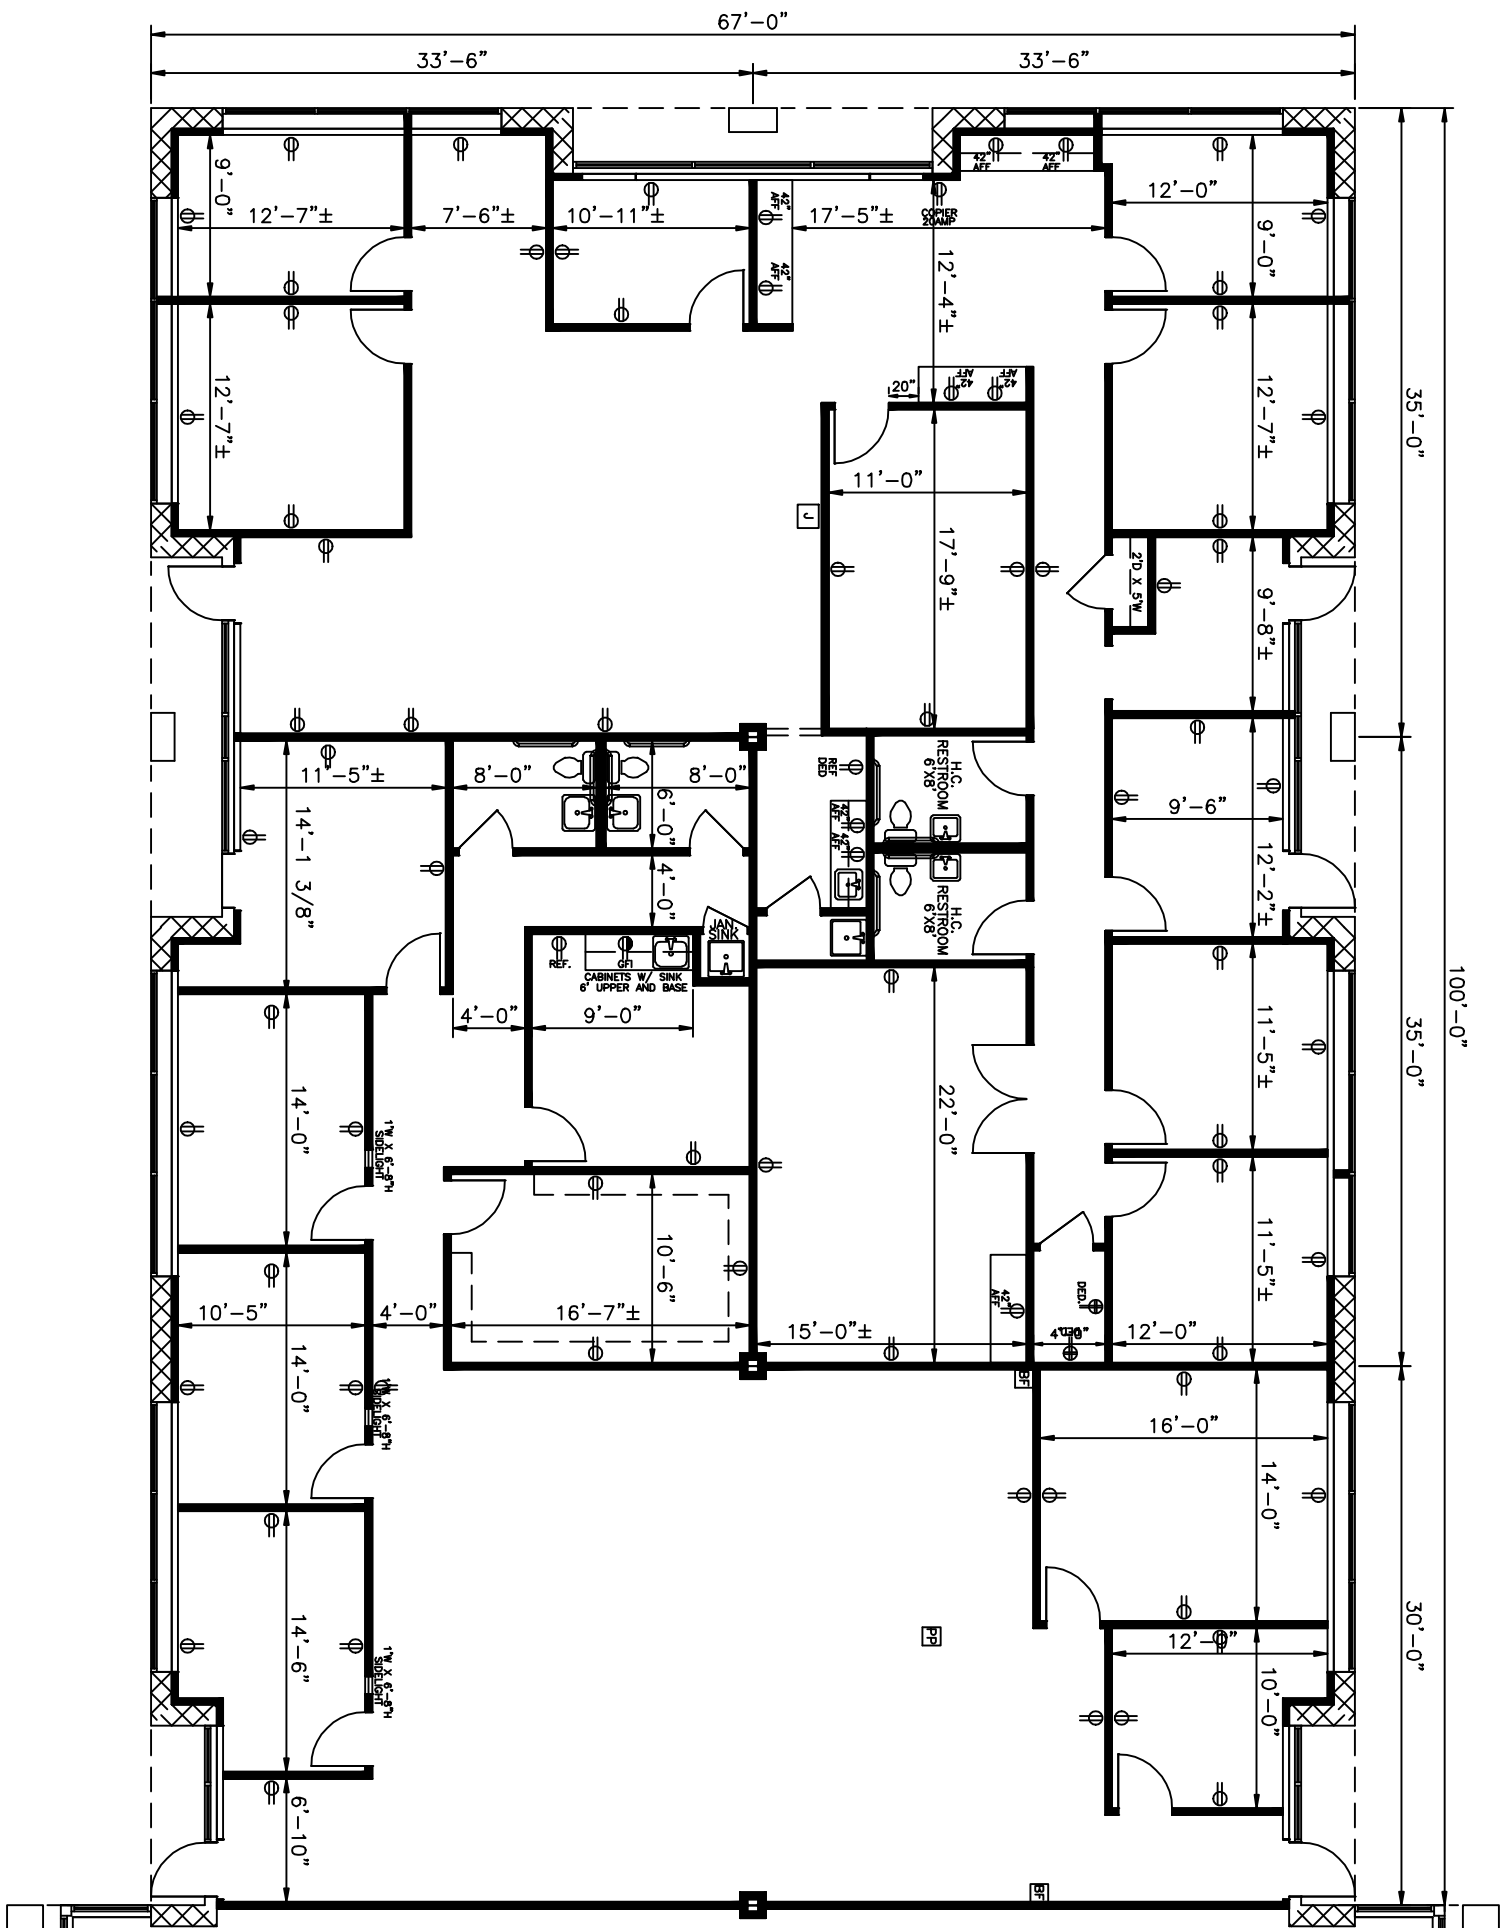 67'-0"
33'-6"
33'-6"
9'-0"
12'-7"±
7'-6"±
10'-11"±
42"
AFF
42"
AFF
17'-5"±
COPIER
20AMP
42"
AFF
42"
AFF
12'-0"
9'-0"
12'-4"±
12'-7"±
12'-7"±
35'-0"
20"
42"
AFF
42"
AFF
11'-0"
J
17'-9"±
2'D X 5'W
9'-8"±
11'-5"±
8'-0"
8'-0"
6'-0"
REF
DED
H.C.
RESTROOM
6'X8'
42"
AFF
42"
AFF
9'-6"
12'-2"±
14'-1 3/8"
4'-0"
H.C.
RESTROOM
6'X8'
JAN.
SINK
REF.
GFI
CABINETS W/ SINK
6' UPPER AND BASE
4'-0"
9'-0"
11'-5"±
35'-0"
100'-0"
14'-0"
1'W X 6'-8"H
SIDELIGHT
22'-0"
11'-5"±
10'-6"
DED.
42"
AFF
10'-5"
4'-0"
16'-7"±
15'-0"±
4'-0"
12'-0"
14'-0"
1'W X 6'-8"H
SIDELIGHT
BF
16'-0"
14'-0"
30'-0"
14'-6"
1'W X 6'-8"H
SIDELIGHT
PP
12'-0"
10'-0"
6'-10"
BF